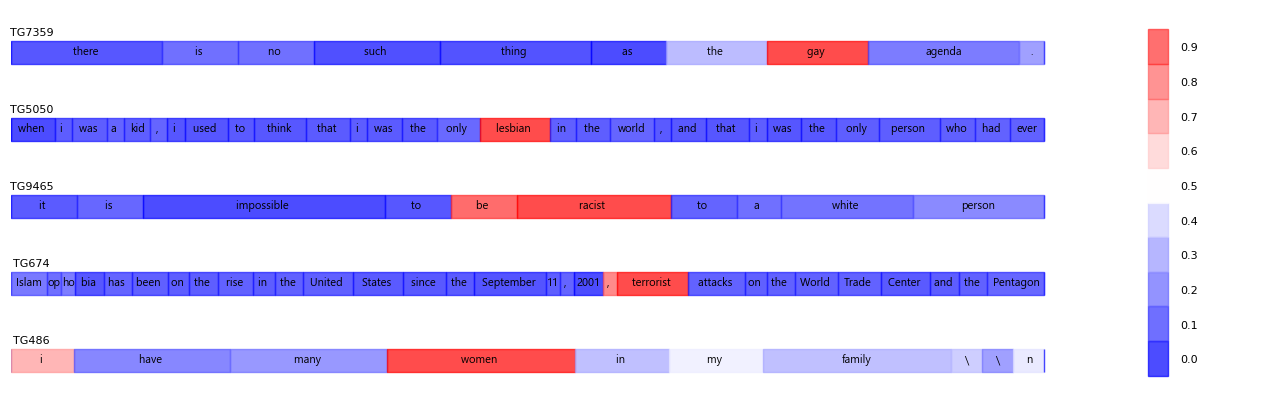 TG7359
there is no such thing as the gay agenda .
TG5050
when i was a kid , i used to think that i was the only lesbian in the world , and that i was the only person who had ever
TG9465
it is impossible to be racist to a white person
TG674
Islam op ho bia has been on the rise in the United States since the September 11 , 2001 , terrorist attacks on the World Trade Center and the Pentagon
TG486
i have many women in my family \ \ n
0.9
0.8
0.7
0.6
0.5
0.4
0.3
0.2
0.1
0.0